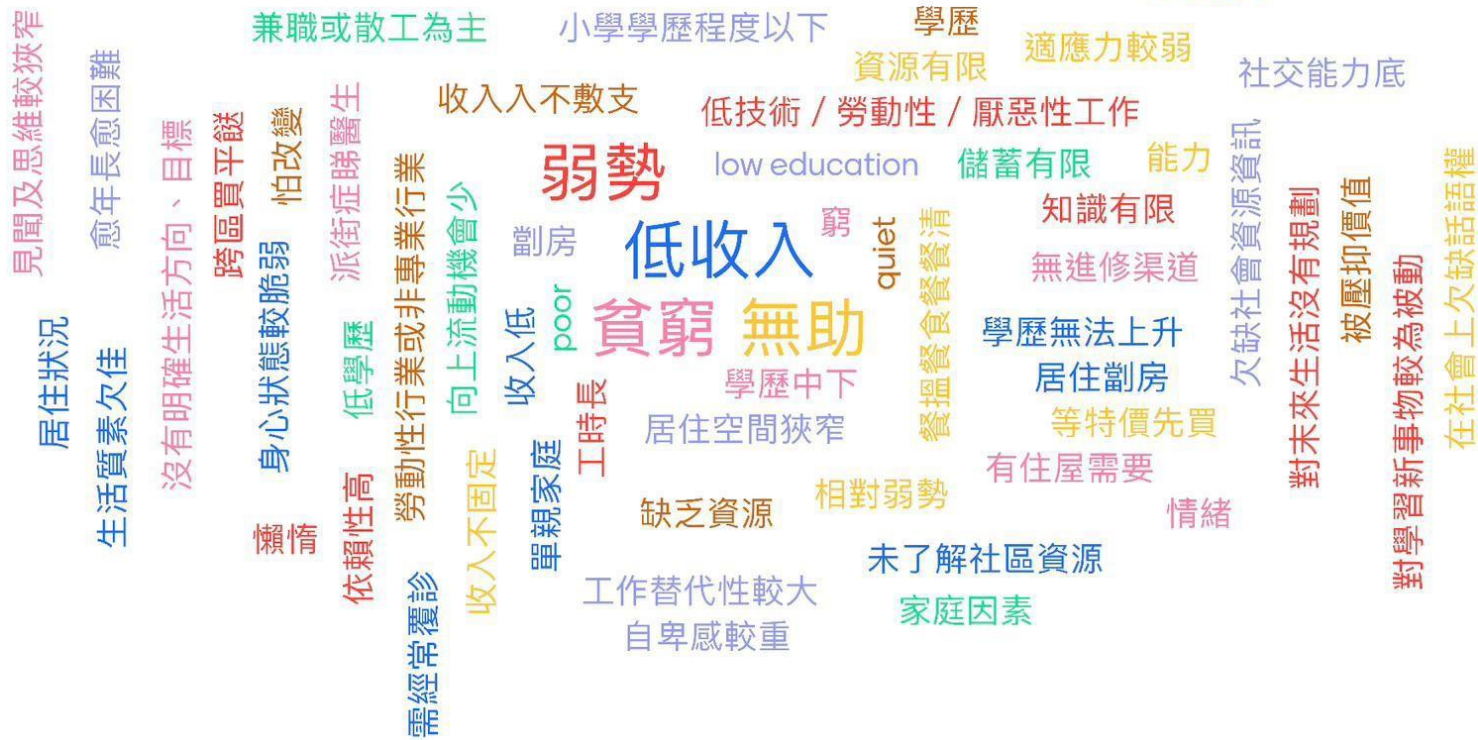 兼職或散工為主
小學學歷程度以下
學歷
適應力較弱
資源有限
社交能力底
收入入不敷支
低技術 / 勞動性 / 厭惡性工作
見聞及思維較狹窄
愈年長愈困難
沒有明確生活方向、目標
跨區買平餸
怕改變
派街症睇醫生
勞動性行業或非專業行業
向上流動機會少
弱勢
low education
儲蓄有限
能力
知識有限
劏房
低收入
窮
quiet
餐搵餐食餐餐清
無進修渠道
欠缺社會資源資訊
對未來生活沒有規劃
被壓抑價值
對學習新事物較為被動
在社會上欠缺話語權
居住狀況
生活質素欠佳
身心狀態較脆弱
低學歷
收入低
poor
貧窮
無助
學歷無法上升
學歷中下
居住劏房
工時長
居住空間狹窄
等特價先買
有住屋需要
單親家庭
收入不固定
依賴性高
懶惰
缺乏資源
相對弱勢
情緒
未了解社區資源
需經常覆診
工作替代性較大
家庭因素
自卑感較重